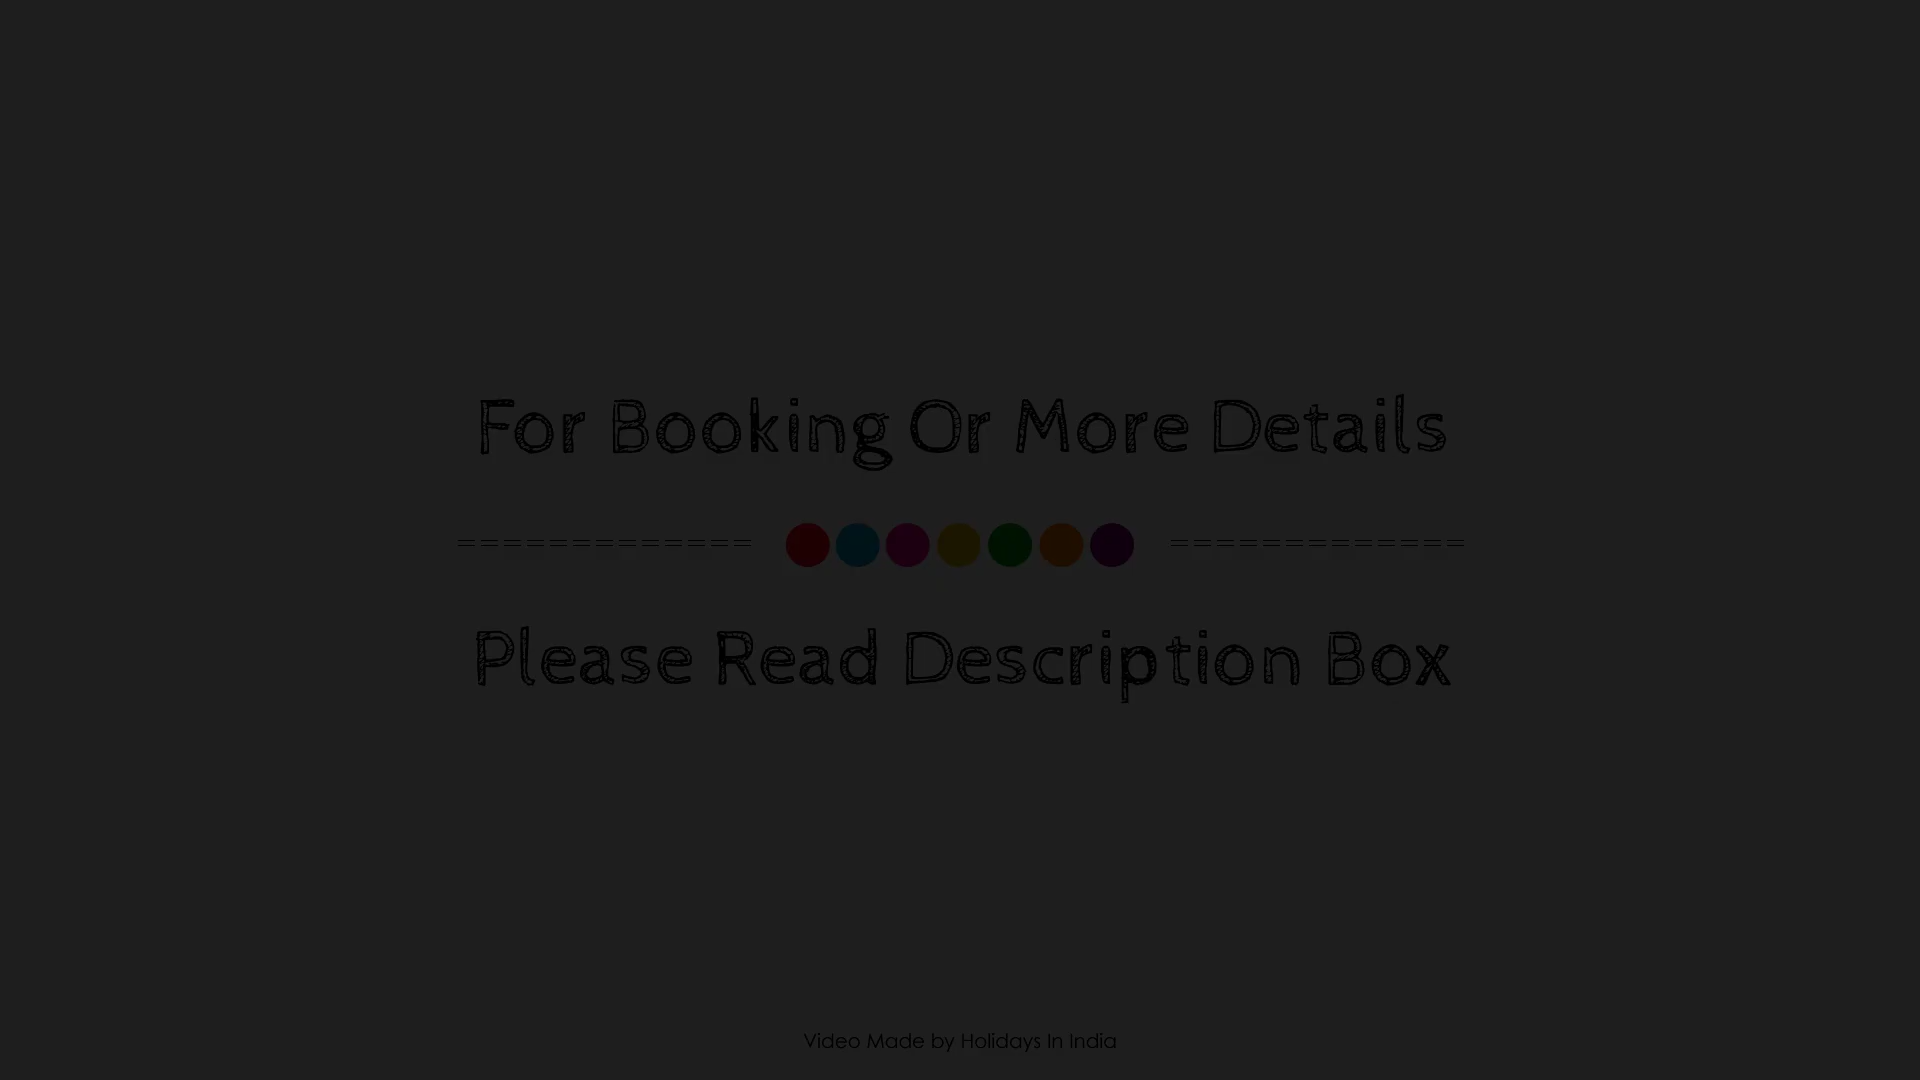 For Booking Or More Details
============= =============
Please Read Description Box
Video Made by Holidays In India